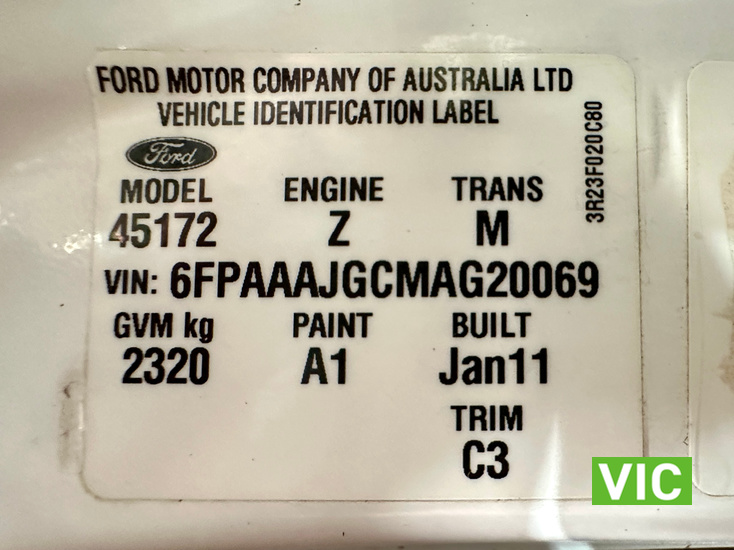 FORD MOTOR COMPANY OF AUSTRALIA LTD
VEHICLE IDENTIFICATION LABEL
Ford
3R23F020C80
MODEL ENGINE TRANS
45172 Z M
VIN: 6FPAAAJGCMAG20069
GVM kg PAINT BUILT
2320 A1 Jan11
TRIM
C3
VIC